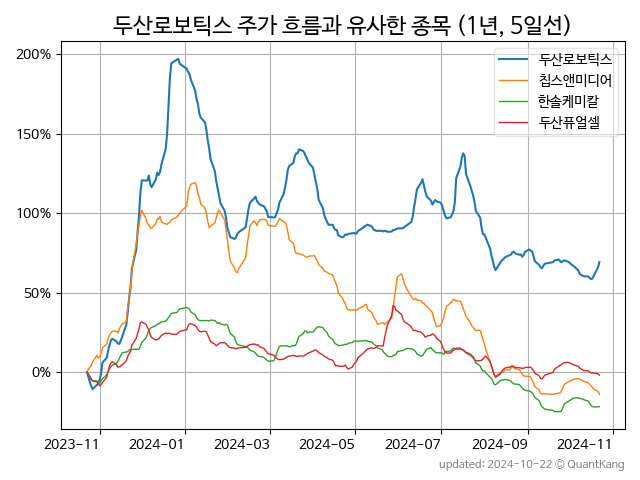 두산로보틱스 주가 흐름과 유사한 종목 (1년, 5일선)
두산로보틱스
칩스앤미디어
한솔케미칼
두산퓨얼셀
200%
150%
100%
50%
0%
2023-11 2024-01 2024-03 2024-05 2024-07 2024-09 2024-11
updated: 2024-10-22 © QuantKang